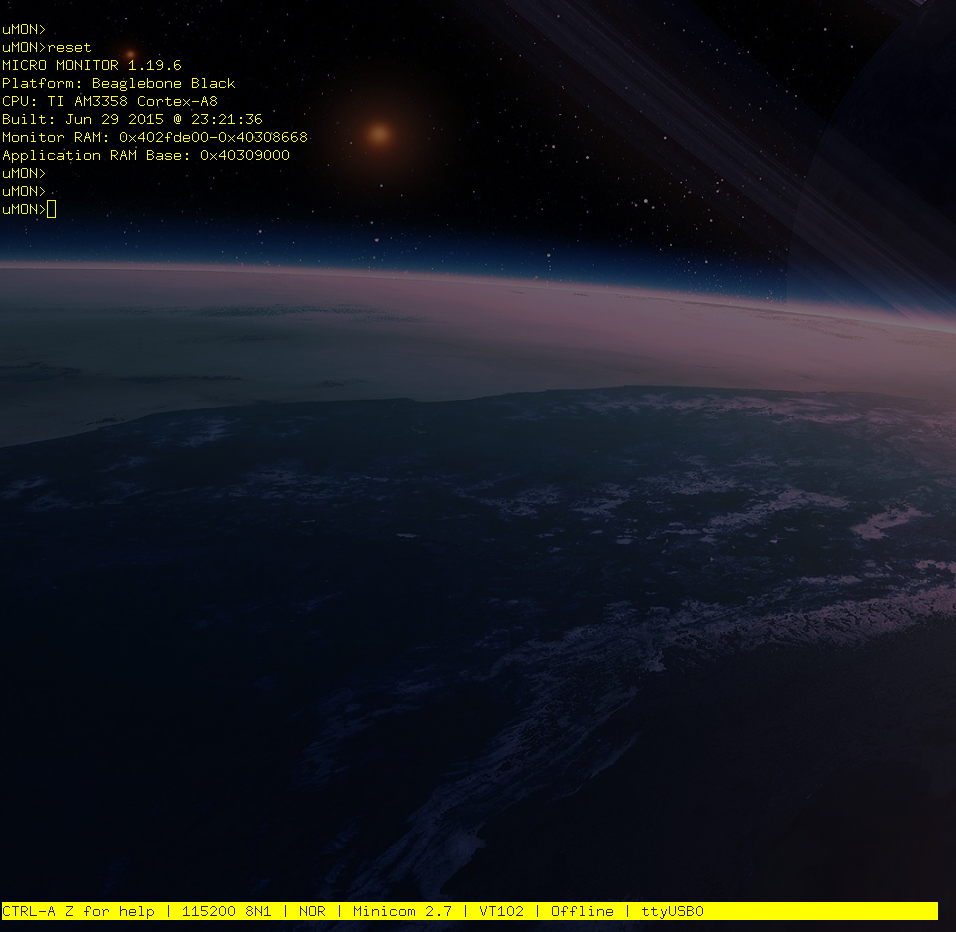 uMON>
uMON>reset
MICRO MONITOR 1.19.6
Platform: Beaglebone Black
CPU: TI AM3358 Cortex-A8
Built: Jun 29 2015 @ 23:21:36
Monitor RAM: 0x402fde00-0x40308668
Application RAM Base: 0x40309000
uMON>
uMON>
uMON>
CTRL-A Z for help | 115200 8N1 | NOR | Minicom 2.7 | VT102 | Offline | ttyUSB0